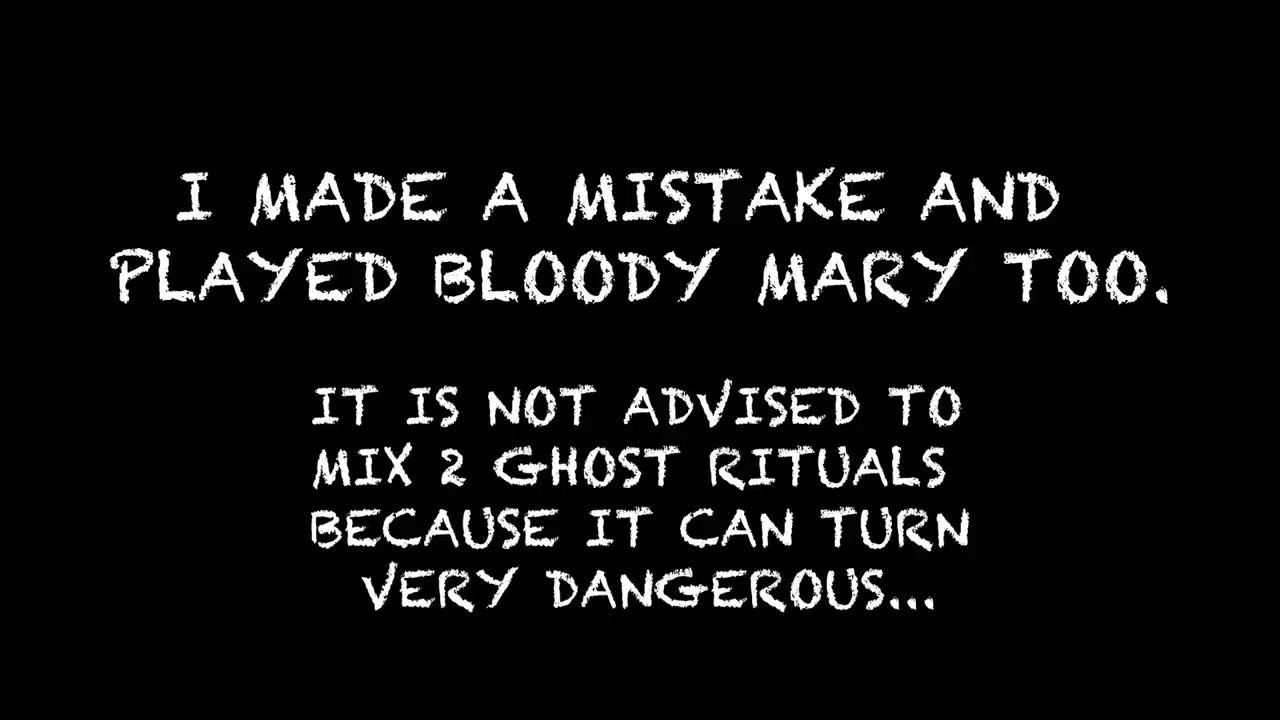 I MADE A MISTAKE AND
PLAYED BLOODY MARY TOO.
IT IS NOT ADVISED TO
MIX 2 GHOST RITUALS
BECAUSE IT CAN TURN
VERY DANGEROUS...